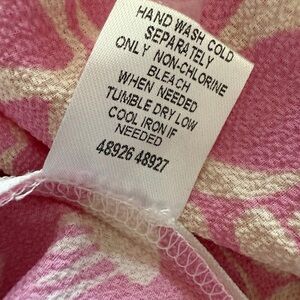 HAND WASH COLD
SEPARATELY
ONLY NON-CHLORINE
BLEACH
WHEN NEEDED
TUMBLE DRY LOW
COOL IRON IF
NEEDED
48926 48927